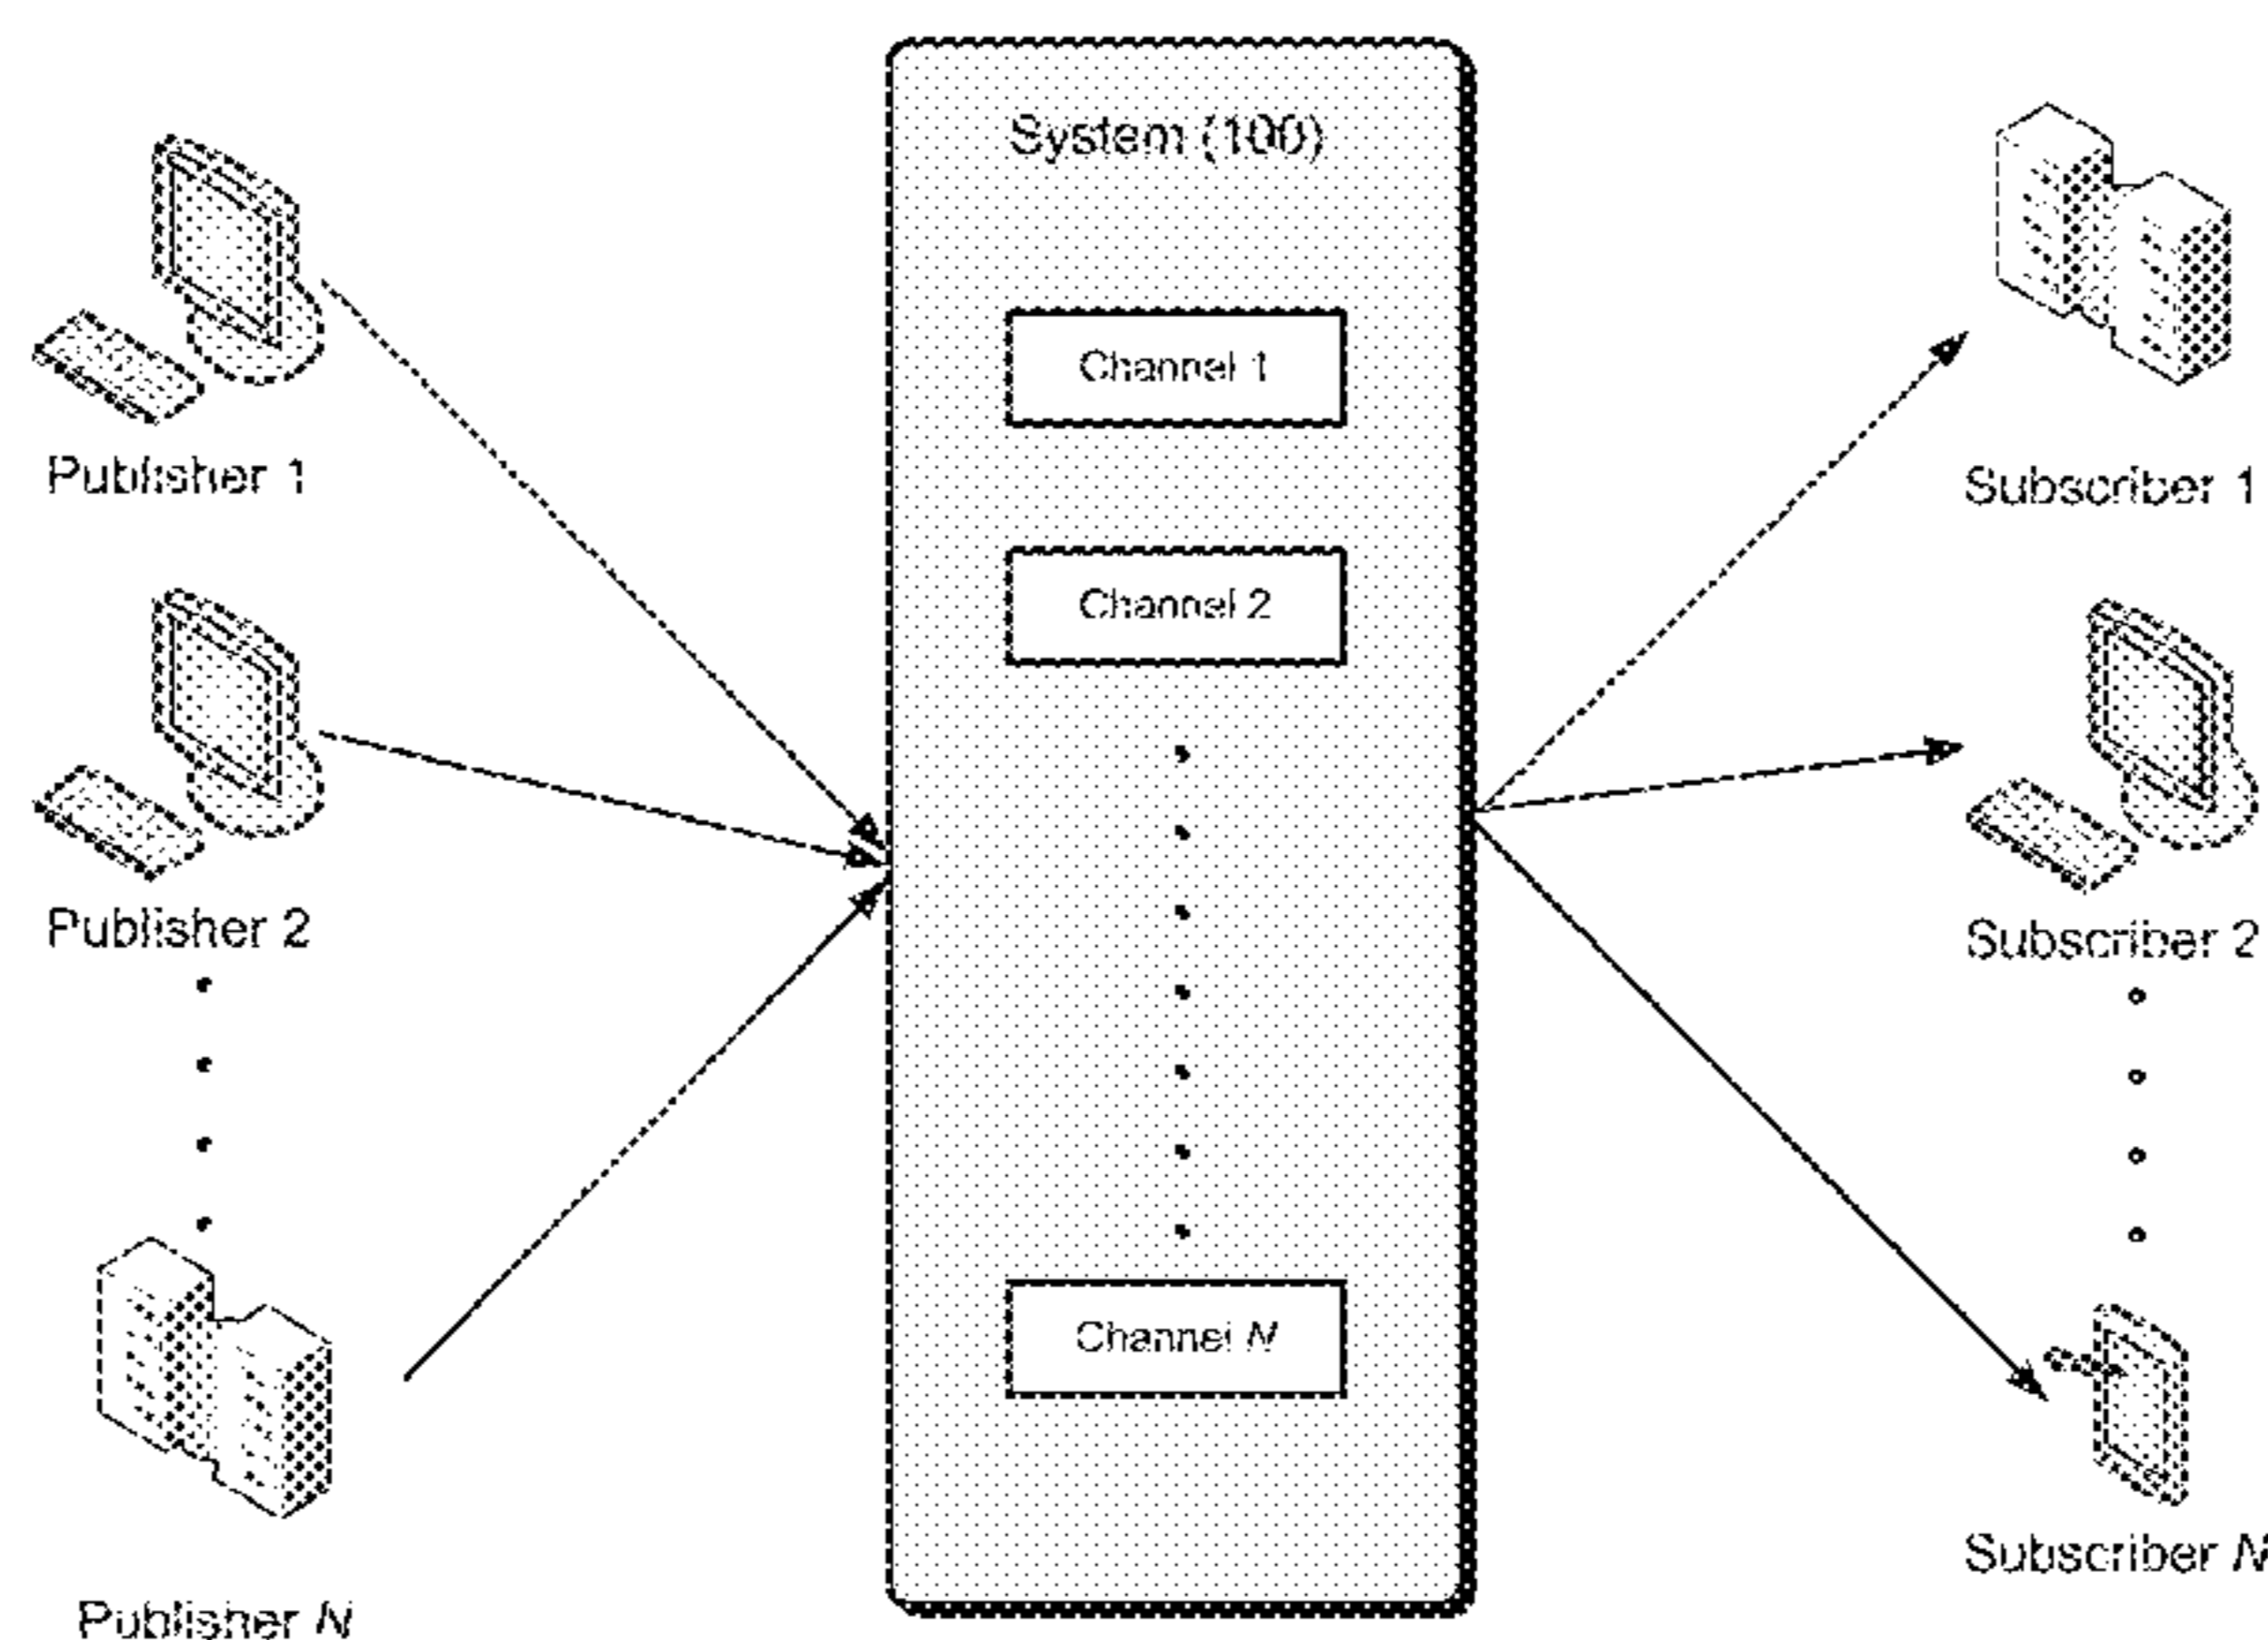 System (100)
Channel 1
Channel 2
Channel N
Publisher 1
Publisher 2
Publisher N
Subscriber 1
Subscriber 2
Subscriber N